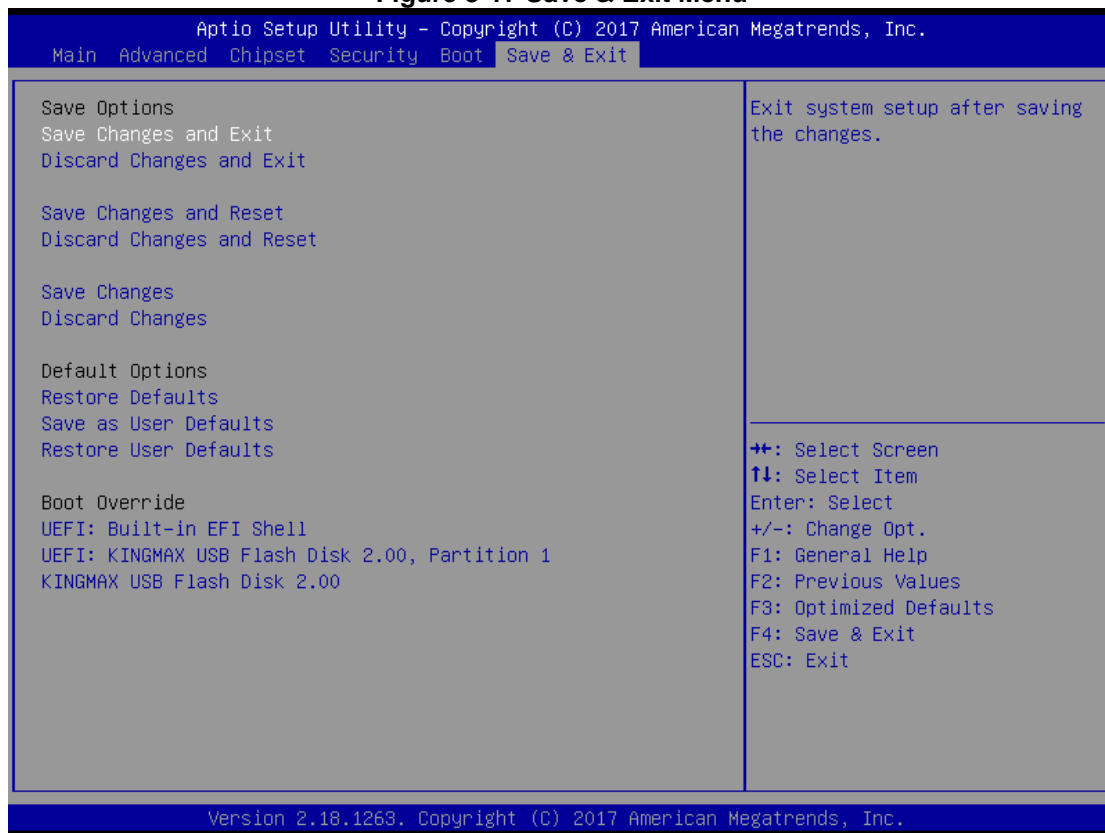 Figure Save & Exit Menu
Aptio Setup Utility – Copyright (C) 2017 American Megatrends, Inc.
Main Advanced Chipset Security Boot Save & Exit
Save Options
Save Changes and Exit
Discard Changes and Exit
Save Changes and Reset
Discard Changes and Reset
Save Changes
Discard Changes
Default Options
Restore Defaults
Save as User Defaults
Restore User Defaults
Boot Override
UEFI: Built-in EFI Shell
UEFI: KINGMAX USB Flash Disk 2.00, Partition 1
KINGMAX USB Flash Disk 2.00
Exit system setup after saving
the changes.
→←: Select Screen
↑↓: Select Item
Enter: Select
+/-: Change Opt.
F1: General Help
F2: Previous Values
F3: Optimized Defaults
F4: Save & Exit
ESC: Exit
Version 2.18.1263. Copyright (C) 2017 American Megatrends, Inc.